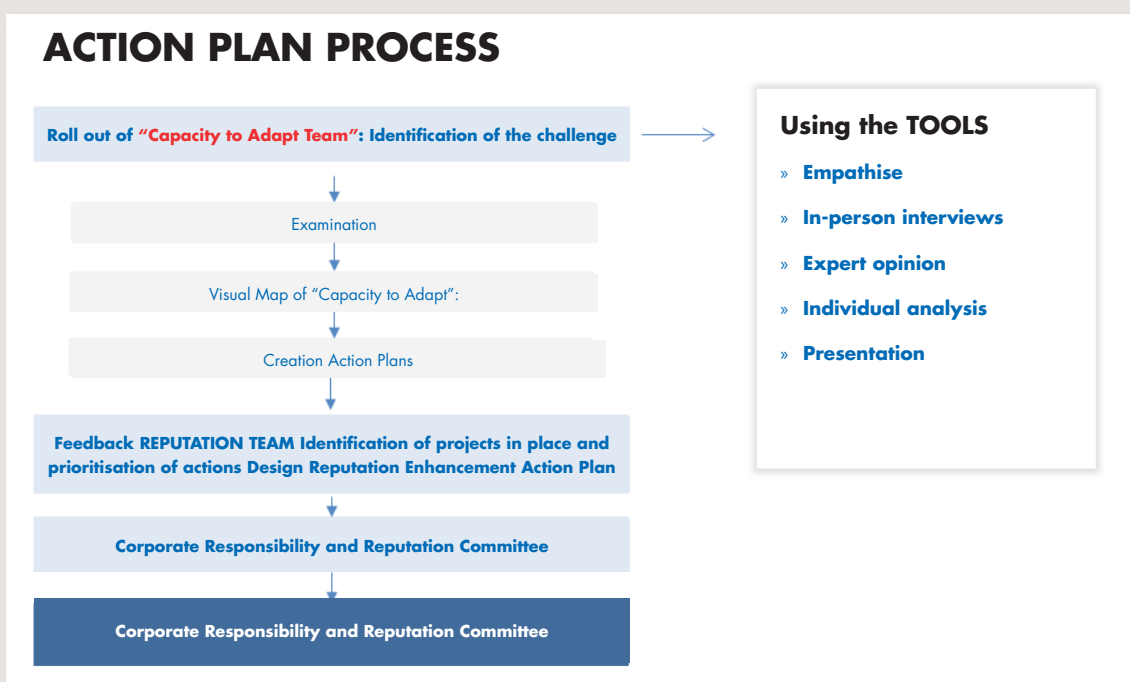 ACTION PLAN PROCESS
Roll out of “Capacity to Adapt Team”: Identification of the challenge
Examination
Visual Map of “Capacity to Adapt”:
Creation Action Plans
Feedback REPUTATION TEAM Identification of projects in place and
prioritisation of actions Design Reputation Enhancement Action Plan
Corporate Responsibility and Reputation Committee
Corporate Responsibility and Reputation Committee
Using the TOOLS
» Empathise
» In-person interviews
» Expert opinion
» Individual analysis
» Presentation